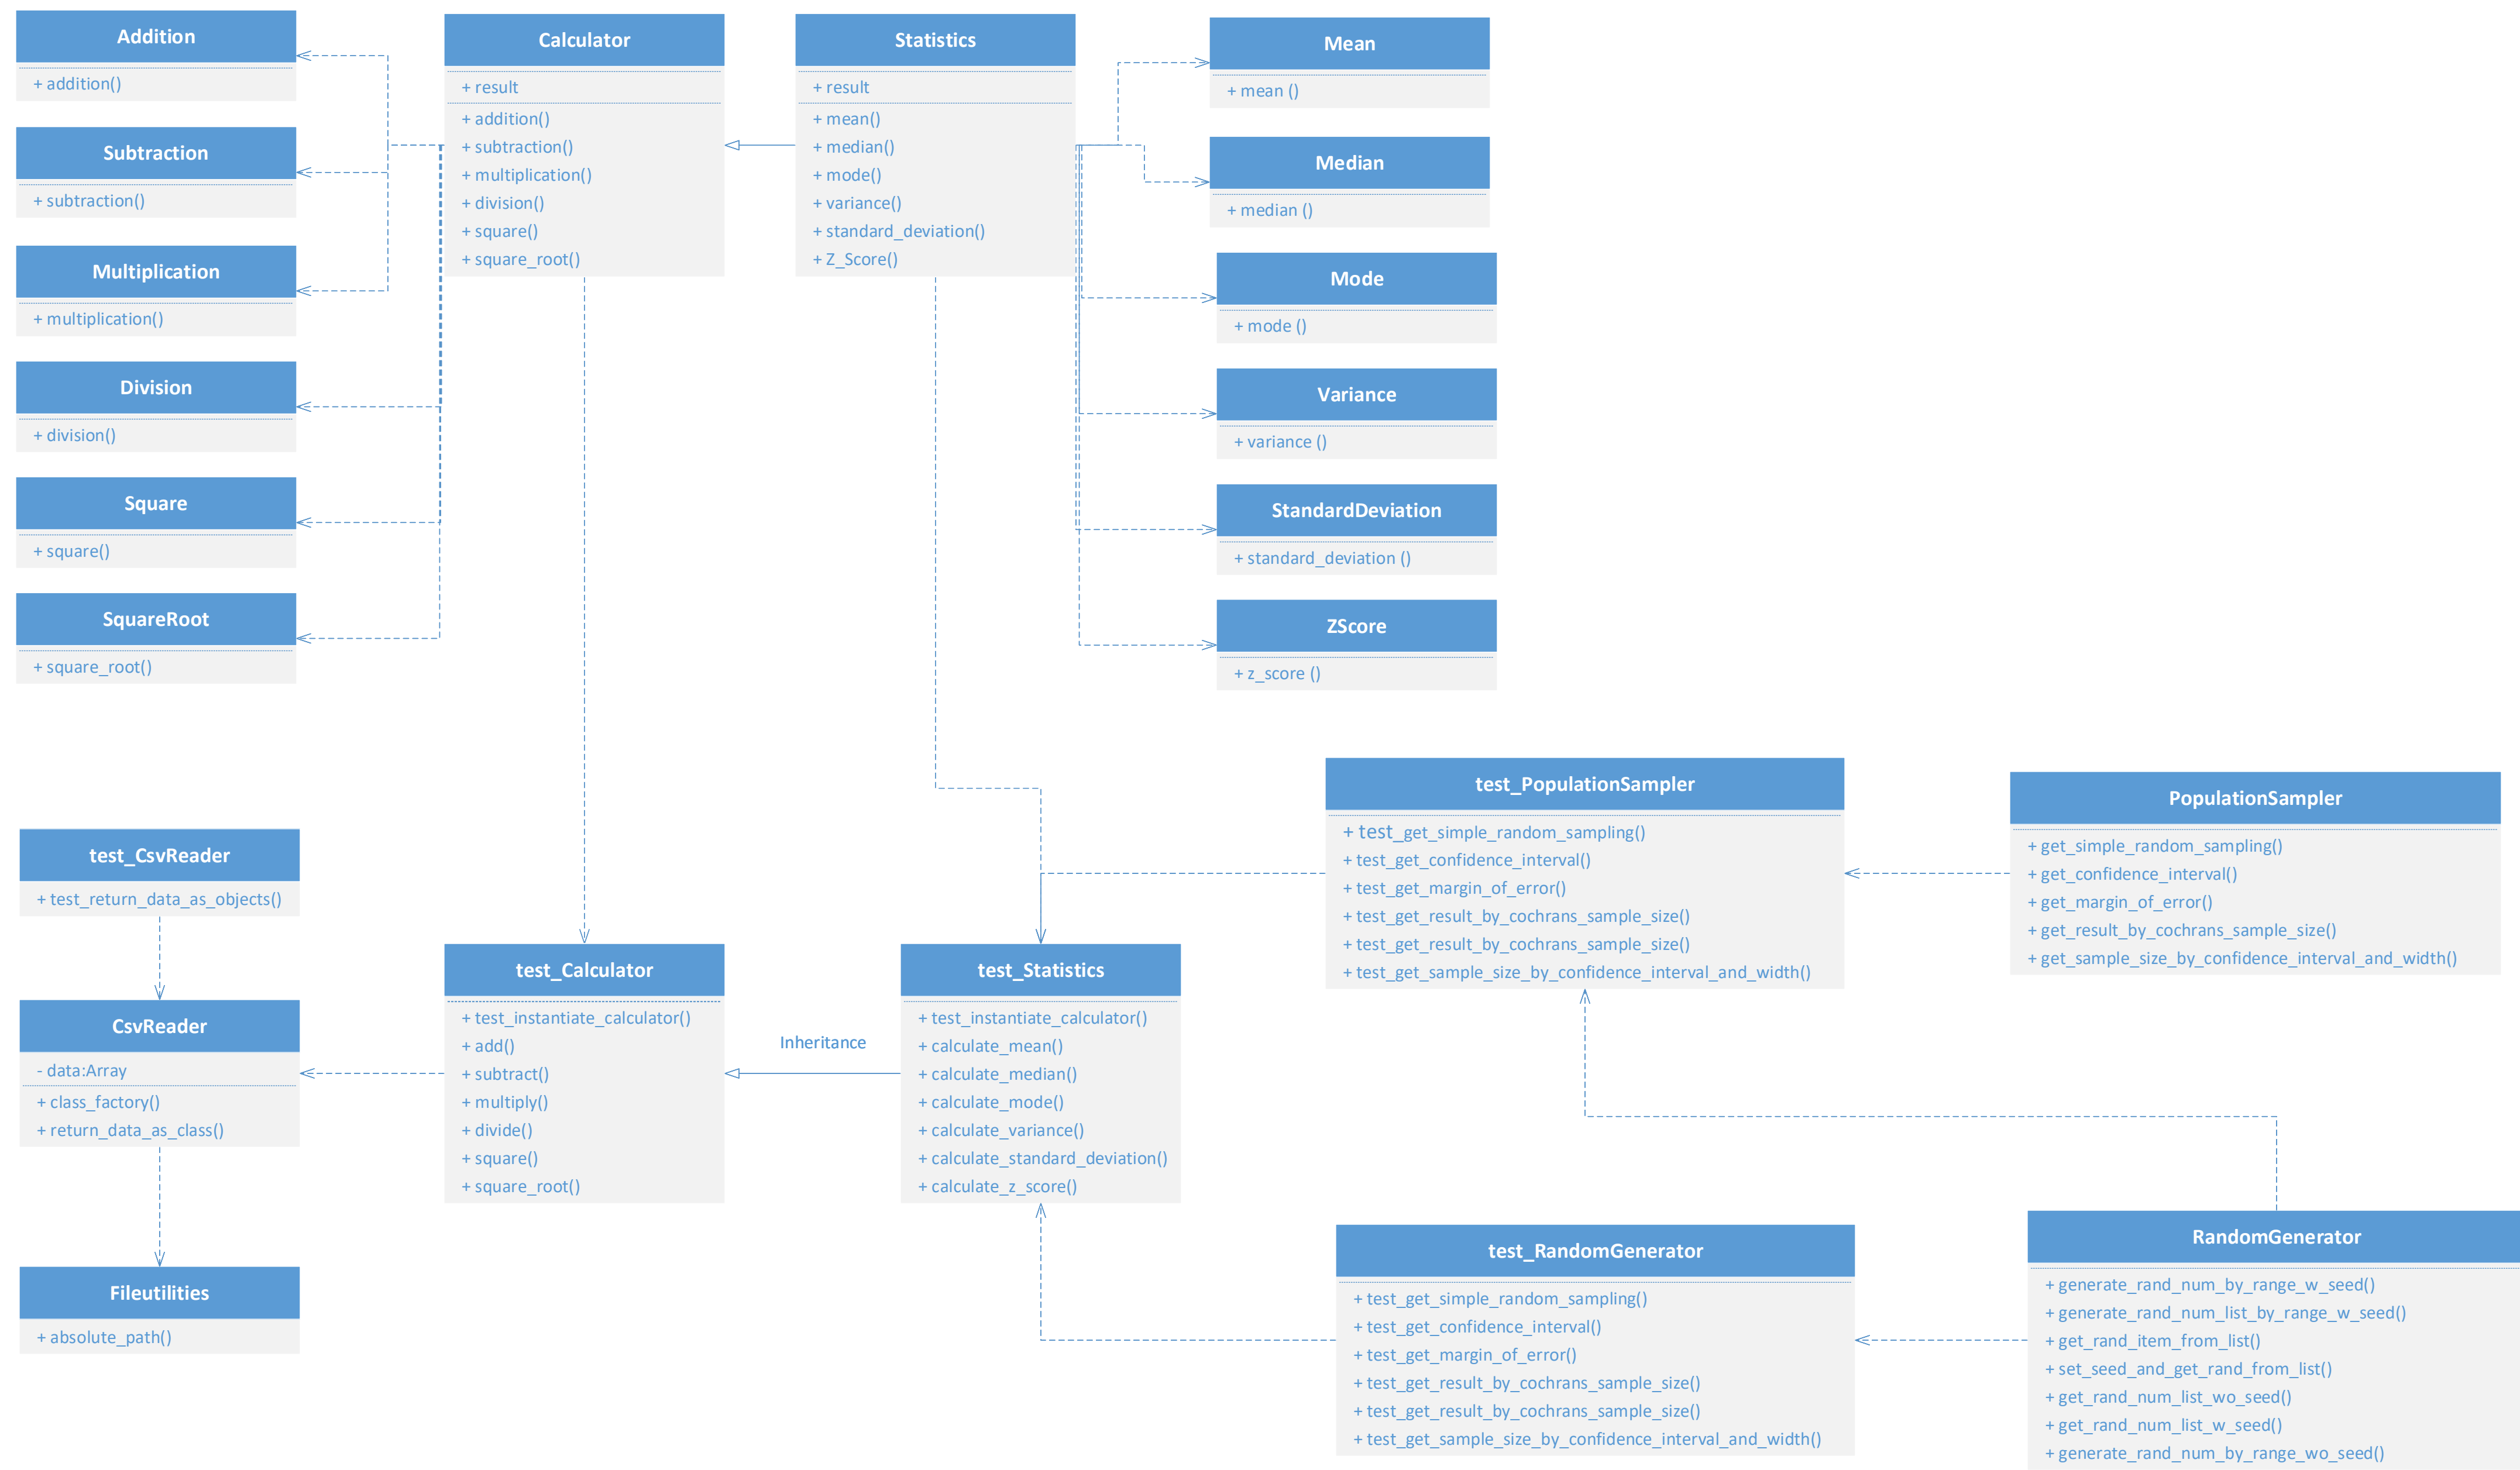 Addition
+ addition()
Subtraction
+ subtraction()
Multiplication
+ multiplication()
Division
+ division()
Square
+ square()
SquareRoot
+ square_root()
Calculator
+ result
+ addition()
+ subtraction()
+ multiplication()
+ division()
+ square()
+ square_root()
Statistics
+ result
+ mean()
+ median()
+ mode()
+ variance()
+ standard_deviation()
+ Z_Score()
Mean
+ mean ()
Median
+ median ()
Mode
+ mode ()
Variance
+ variance ()
StandardDeviation
+ standard_deviation ()
ZScore
+ z_score ()
test_CsvReader
+ test_return_data_as_objects()
CsvReader
- data:Array
+ class_factory()
+ return_data_as_class()
Fileutilities
+ absolute_path()
test_Calculator
+ test_instantiate_calculator()
+ add()
+ subtract()
+ multiply()
+ divide()
+ square()
+ square_root()
Inheritance
test_Statistics
+ test_instantiate_calculator()
+ calculate_mean()
+ calculate_median()
+ calculate_mode()
+ calculate_variance()
+ calculate_standard_deviation()
+ calculate_z_score()
test_PopulationSampler
+ test_get_simple_random_sampling()
+ test_get_confidence_interval()
+ test_get_margin_of_error()
+ test_get_result_by_cochrans_sample_size()
+ test_get_result_by_cochrans_sample_size()
+ test_get_sample_size_by_confidence_interval_and_width()
PopulationSampler
+ get_simple_random_sampling()
+ get_confidence_interval()
+ get_margin_of_error()
+ get_result_by_cochrans_sample_size()
+ get_sample_size_by_confidence_interval_and_width()
test_RandomGenerator
+ test_get_simple_random_sampling()
+ test_get_confidence_interval()
+ test_get_margin_of_error()
+ test_get_result_by_cochrans_sample_size()
+ test_get_result_by_cochrans_sample_size()
+ test_get_sample_size_by_confidence_interval_and_width()
RandomGenerator
+ generate_rand_num_by_range_w_seed()
+ generate_rand_num_list_by_range_w_seed()
+ get_rand_item_from_list()
+ set_seed_and_get_rand_from_list()
+ get_rand_num_list_wo_seed()
+ get_rand_num_list_w_seed()
+ generate_rand_num_by_range_wo_seed()